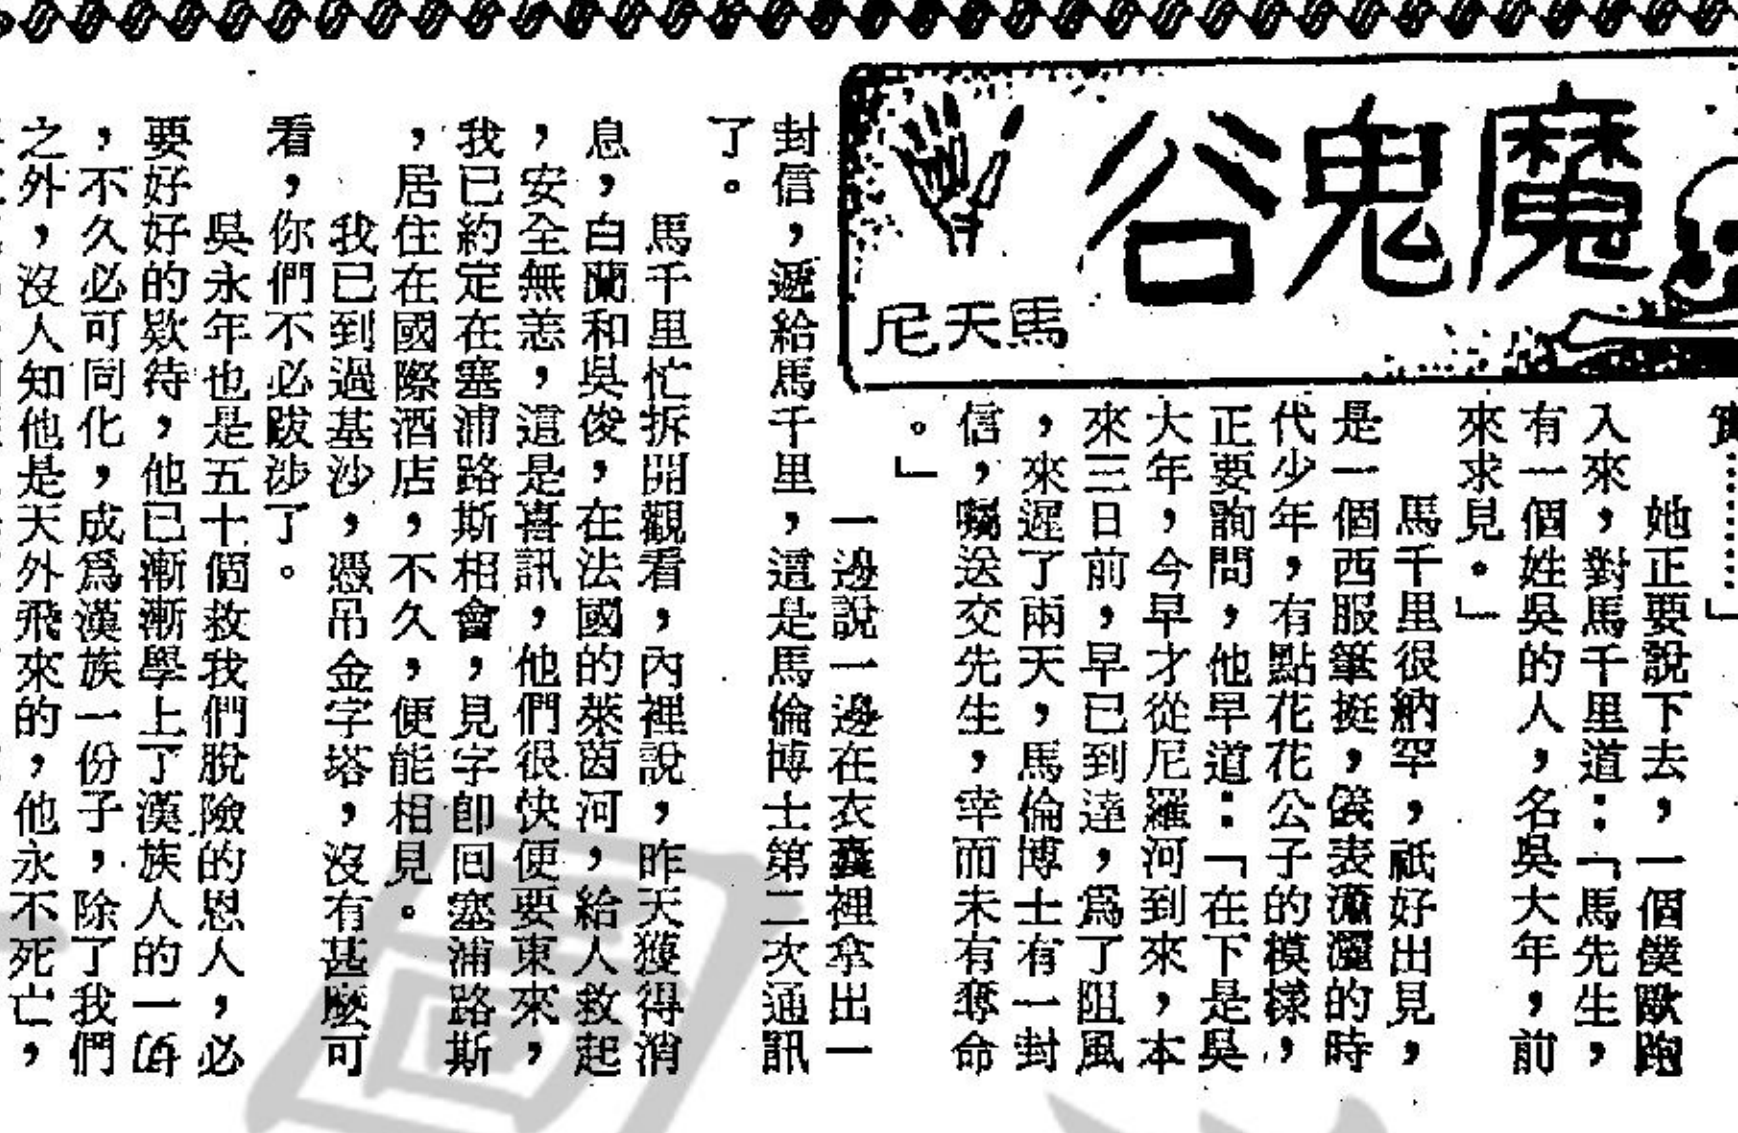 魔鬼谷
馬天尼
……」
她正要說下去,一個僕歐跑
入來,對馬千里道:「馬先生,
有一個姓吳的人,名吳大年,前
來求見。」
馬千里很納罕,祇好出見,
是一個西服筆挺,儀表瀟灑的時
代少年,有點花花公子的模樣,
正要詢問,他早道:「在下是吳
大年,今早才從尼羅河到來,本
來三日前,早已到達,爲了阻風
,來遲了兩天,馬倫博士有一封
信,囑送交先生,幸而未有辱命
。」
一邊說一邊在衣囊裡拿出一
封信,遞給馬千里,這是馬倫博士第二次通訊
了。
馬千里忙拆開觀看,內裡說,昨天獲得消
息,白蘭和吳俊,在法國的萊茵河,給人救起
,安全無恙,這是喜訊,他們很快便要東來,
我已約定在塞浦路斯相會,見字卽囘塞浦路斯
,居住在國際酒店,不久,便能相見。
我已到過基沙,憑吊金字塔,沒有甚麼可
看,你們不必跋沙了。
吳永年也是五十個救我們脫險的恩人,必
要好好的欵待,他已漸漸學上了漢族人的一
,不久必可同化,成爲漢族一份子,除了我們
之外,沒人知他是天外飛來的,他永不死亡,